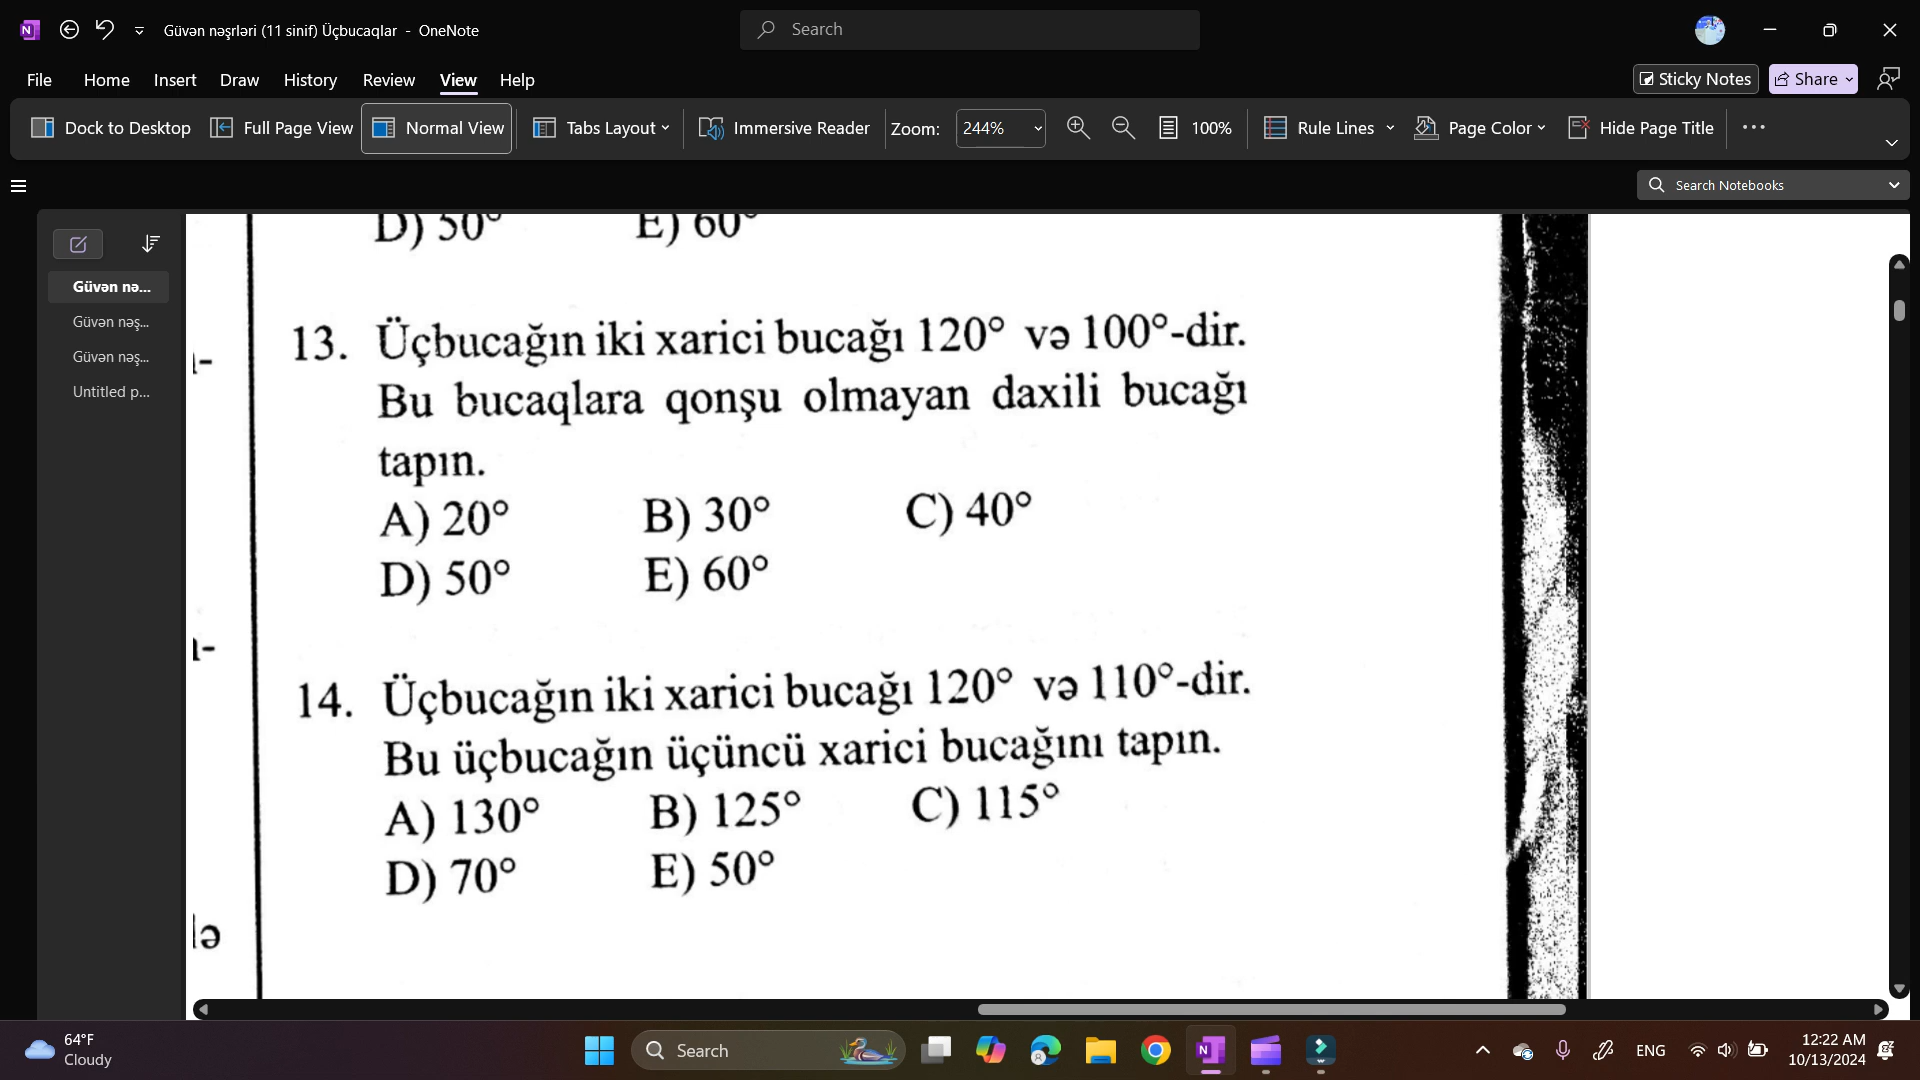 Güvən nəşrləri (11 sinif) Üçbucaqlar - OneNote
Search
File Home Insert Draw History Review View Help
Sticky Notes Share
Dock to Desktop Full Page View Normal View Tabs Layout Immersive Reader Zoom: 244% 100% Rule Lines Page Color Hide Page Title
Search Notebooks
Güvən nə...
Güvən nəş...
Güvən nəş...
Untitled p...
D) 50° E) 60°
13. Üçbucağın iki xarici bucağı 120° və 100°-dir.
Bu bucaqlara qonşu olmayan daxili bucağı
tapın.
A) 20° B) 30° C) 40°
D) 50° E) 60°
14. Üçbucağın iki xarici bucağı 120° və 110°-dir.
Bu üçbucağın üçüncü xarici bucağını tapın.
A) 130° B) 125° C) 115°
D) 70° E) 50°
lə
64°F
Cloudy
Search
ENG
12:22 AM
10/13/2024